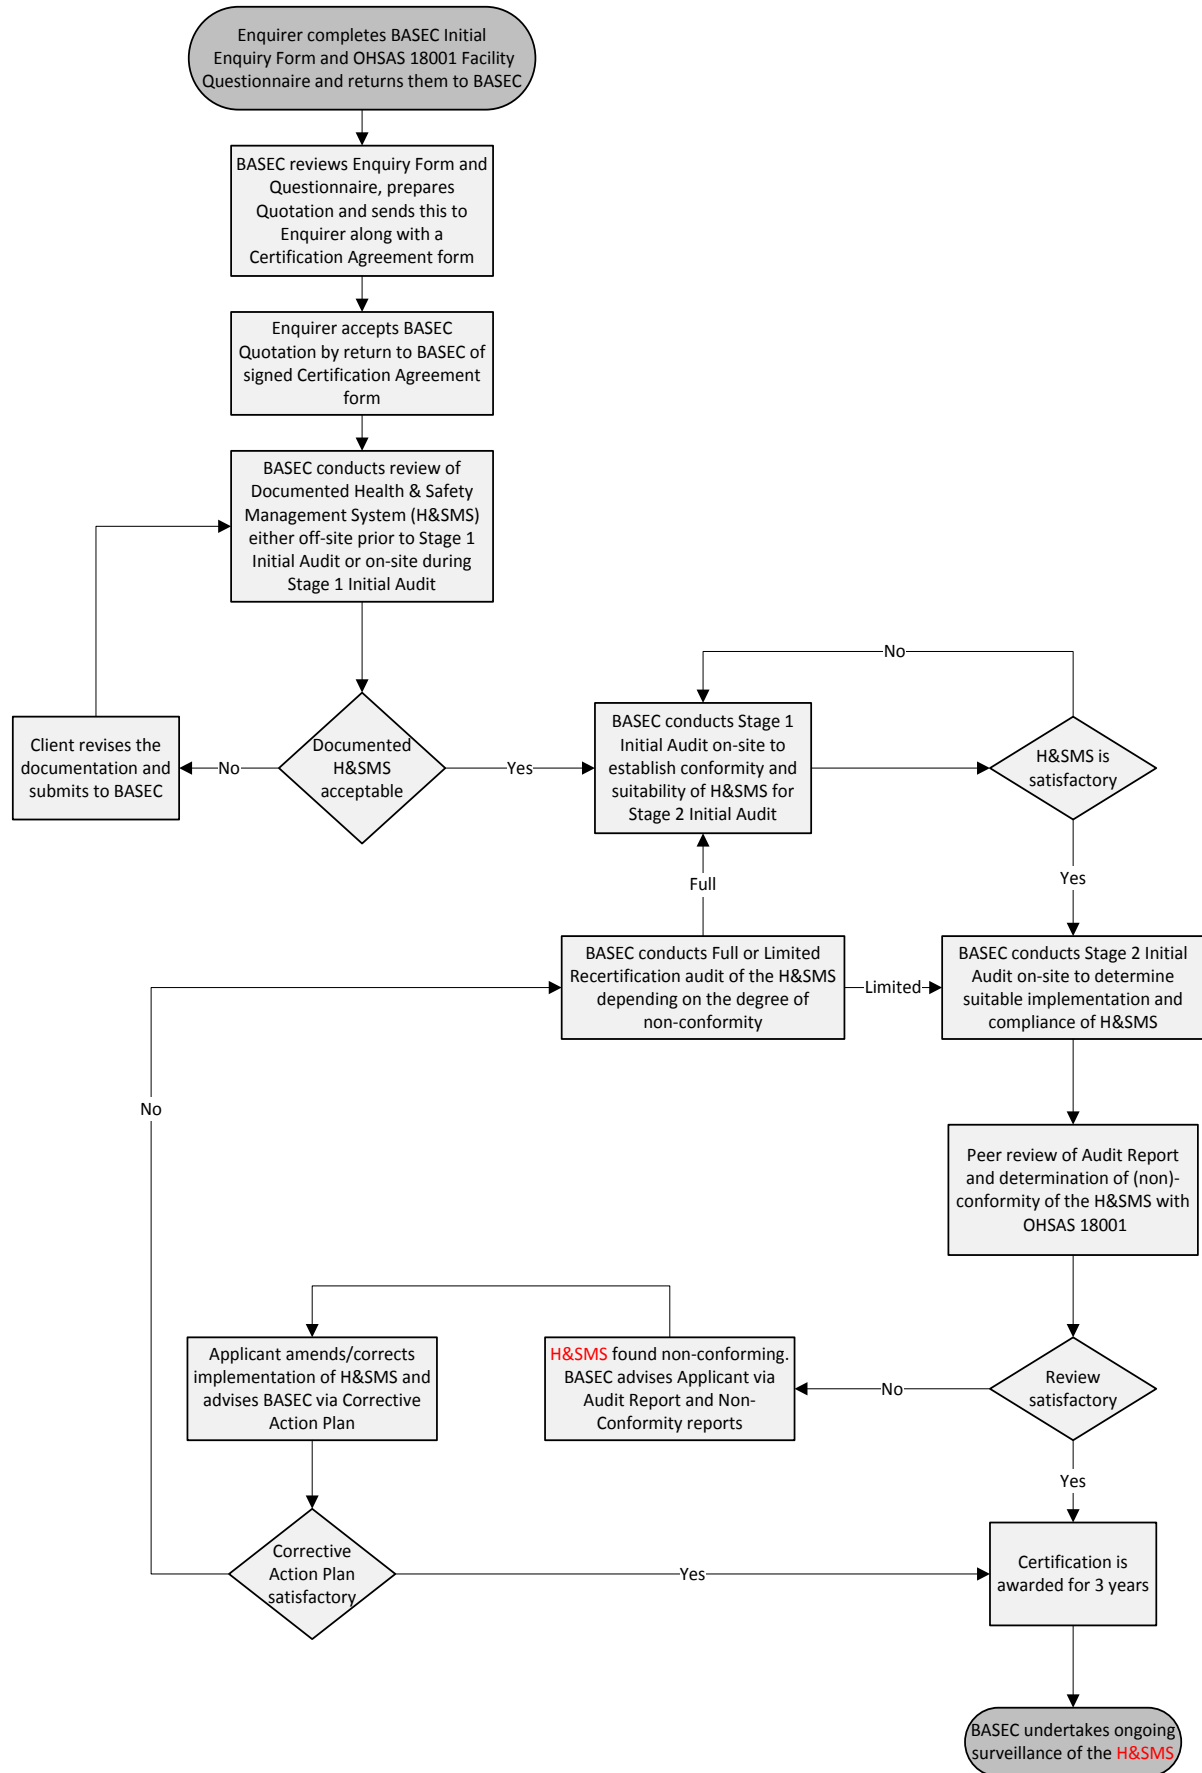 Enquirer completes BASEC Initial
Enquiry Form and OHSAS 18001 Facility
Questionnaire and returns them to BASEC
BASEC reviews Enquiry Form and
Questionnaire, prepares
Quotation and sends this to
Enquirer along with a
Certification Agreement form
Enquirer accepts BASEC
Quotation by return to BASEC of
signed Certification Agreement
form
BASEC conducts review of
Documented Health & Safety
Management System (H&SMS)
either off-site prior to Stage 1
Initial Audit or on-site during
Stage 1 Initial Audit
No
Client revises the
documentation and
submits to BASEC
No
Documented
H&SMS
acceptable
Yes
BASEC conducts Stage 1
Initial Audit on-site to
establish conformity and
suitability of H&SMS for
Stage 2 Initial Audit
H&SMS is
satisfactory
Full
Yes
BASEC conducts Full or Limited
Recertification audit of the H&SMS
depending on the degree of
non-conformity
Limited
BASEC conducts Stage 2 Initial
Audit on-site to determine
suitable implementation and
compliance of H&SMS
No
Peer review of Audit Report
and determination of (non)-
conformity of the H&SMS with
OHSAS 18001
Applicant amends/corrects
implementation of H&SMS and
advises BASEC via Corrective
Action Plan
H&SMS found non-conforming.
BASEC advises Applicant via
Audit Report and Non-
Conformity reports
No
Review
satisfactory
Yes
Corrective
Action Plan
satisfactory
Yes
Certification is
awarded for 3 years
BASEC undertakes ongoing
surveillance of the H&SMS